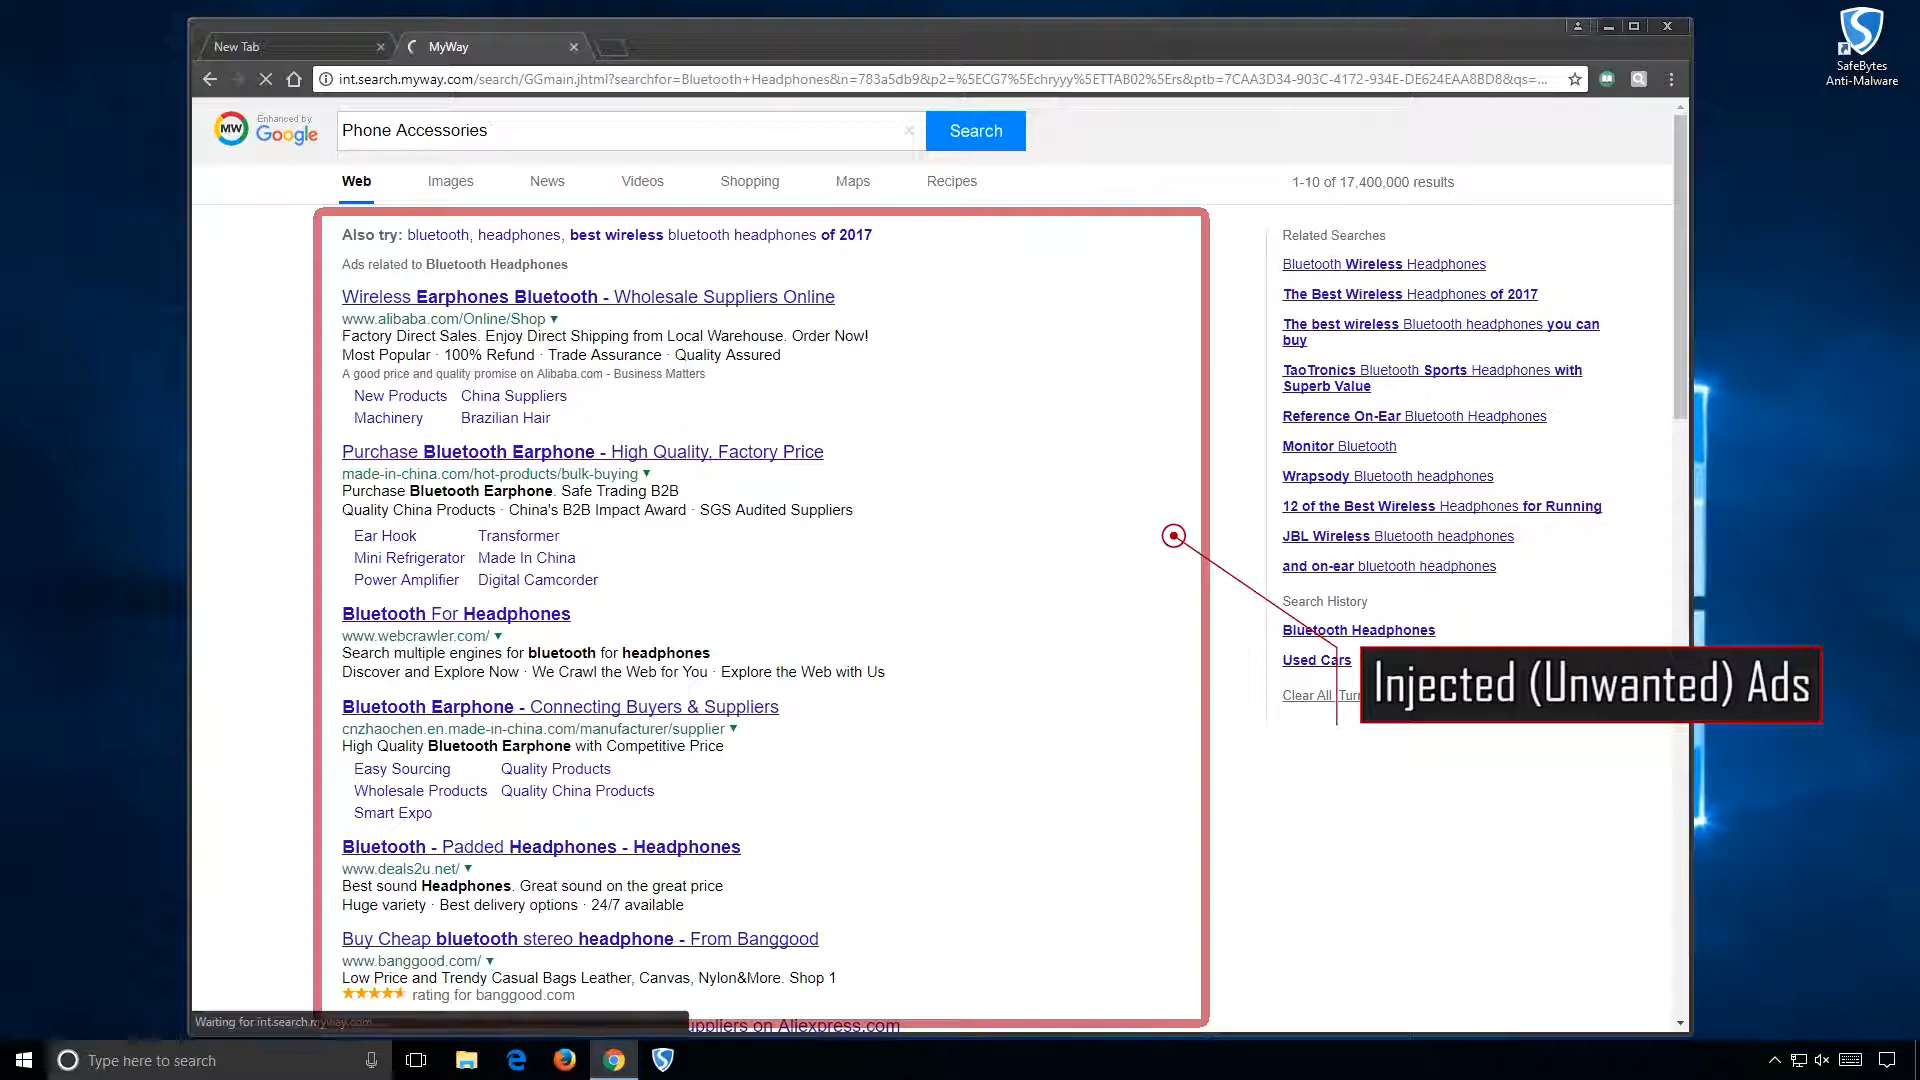 New Tab
MyWay
int.search.myway.com/search/GGmain.jhtml?searchfor=Bluetooth+Headphones&n=783a5db9&p2=%5ECG7%5Echryyy%5ETTAB02%5Ers&ptb=7CAA3D34-903C-4172-934E-DE624EAA8BD8&qs=...
SafeBytes
Anti-Malware
MW
Enhanced by
Google
Phone Accessories
Search
Web Images News Videos Shopping Maps Recipes
1-10 of 17,400,000 results
Also try: bluetooth, headphones, best wireless bluetooth headphones of 2017
Ads related to Bluetooth Headphones
Wireless Earphones Bluetooth - Wholesale Suppliers Online
www.alibaba.com/Online/Shop
Factory Direct Sales. Enjoy Direct Shipping from Local Warehouse. Order Now!
Most Popular · 100% Refund · Trade Assurance · Quality Assured
A good price and quality promise on Alibaba.com - Business Matters
New Products China Suppliers
Machinery Brazilian Hair
Purchase Bluetooth Earphone - High Quality, Factory Price
made-in-china.com/hot-products/bulk-buying
Purchase Bluetooth Earphone. Safe Trading B2B
Quality China Products · China's B2B Impact Award · SGS Audited Suppliers
Ear Hook Transformer
Mini Refrigerator Made In China
Power Amplifier Digital Camcorder
Bluetooth For Headphones
www.webcrawler.com/
Search multiple engines for bluetooth for headphones
Discover and Explore Now · We Crawl the Web for You · Explore the Web with Us
Bluetooth Earphone - Connecting Buyers & Suppliers
cnzhaochen.en.made-in-china.com/manufacturer/supplier
High Quality Bluetooth Earphone with Competitive Price
Easy Sourcing Quality Products
Wholesale Products Quality China Products
Smart Expo
Bluetooth - Padded Headphones - Headphones
www.deals2u.net/
Best sound Headphones. Great sound on the great price
Huge variety · Best delivery options · 24/7 available
Buy Cheap bluetooth stereo headphone - From Banggood
www.banggood.com/
Low Price and Trendy Casual Bags Leather, Canvas, Nylon&More. Shop 1
rating for banggood.com
uppliers on Aliexpress.com
Related Searches
Bluetooth Wireless Headphones
The Best Wireless Headphones of 2017
The best wireless Bluetooth headphones you can
buy
TaoTronics Bluetooth Sports Headphones with
Superb Value
Reference On-Ear Bluetooth Headphones
Monitor Bluetooth
Wrapsody Bluetooth headphones
12 of the Best Wireless Headphones for Running
JBL Wireless Bluetooth headphones
and on-ear bluetooth headphones
Search History
Bluetooth Headphones
Used Cars
Clear All Tur
Injected (Unwanted) Ads
Waiting for int.search.myway.com...
Type here to search